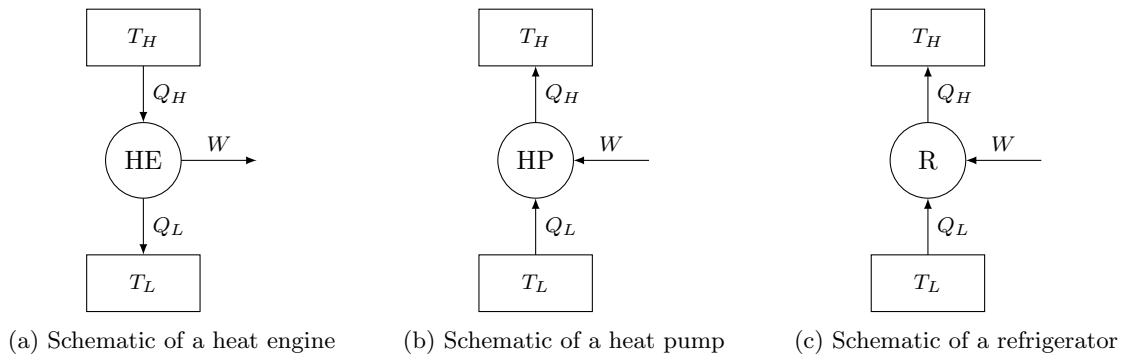 T_H
Q_H
HE
W
Q_L
T_L
(a) Schematic of a heat engine
T_H
Q_H
HP
W
Q_L
T_L
(b) Schematic of a heat pump
T_H
Q_H
R
W
Q_L
T_L
(c) Schematic of a refrigerator